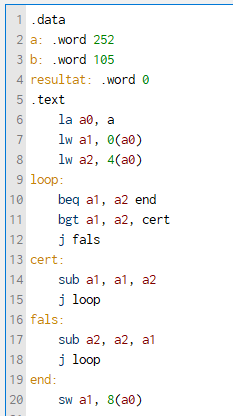 1 .data
2 a: .word 252
3 b: .word 105
4 resultat: .word 0
5 .text
6 la a0, a
7 lw a1, 0(a0)
8 lw a2, 4(a0)
9 loop:
10 beq a1, a2 end
11 bgt a1, a2, cert
12 j fals
13 cert:
14 sub a1, a1, a2
15 j loop
16 fals:
17 sub a2, a2, a1
18 j loop
19 end:
20 sw a1, 8(a0)